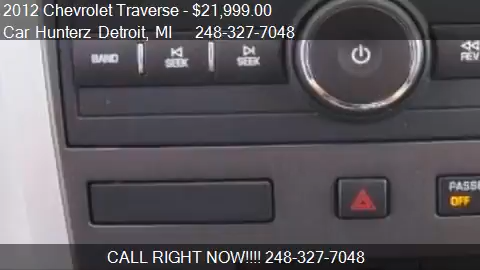 2012 Chevrolet Traverse - $21,999.00
Car Hunterz Detroit, MI 248-327-7048
BAND
SEEK
SEEK
REV
PASSE
OFF
CALL RIGHT NOW!!!! 248-327-7048